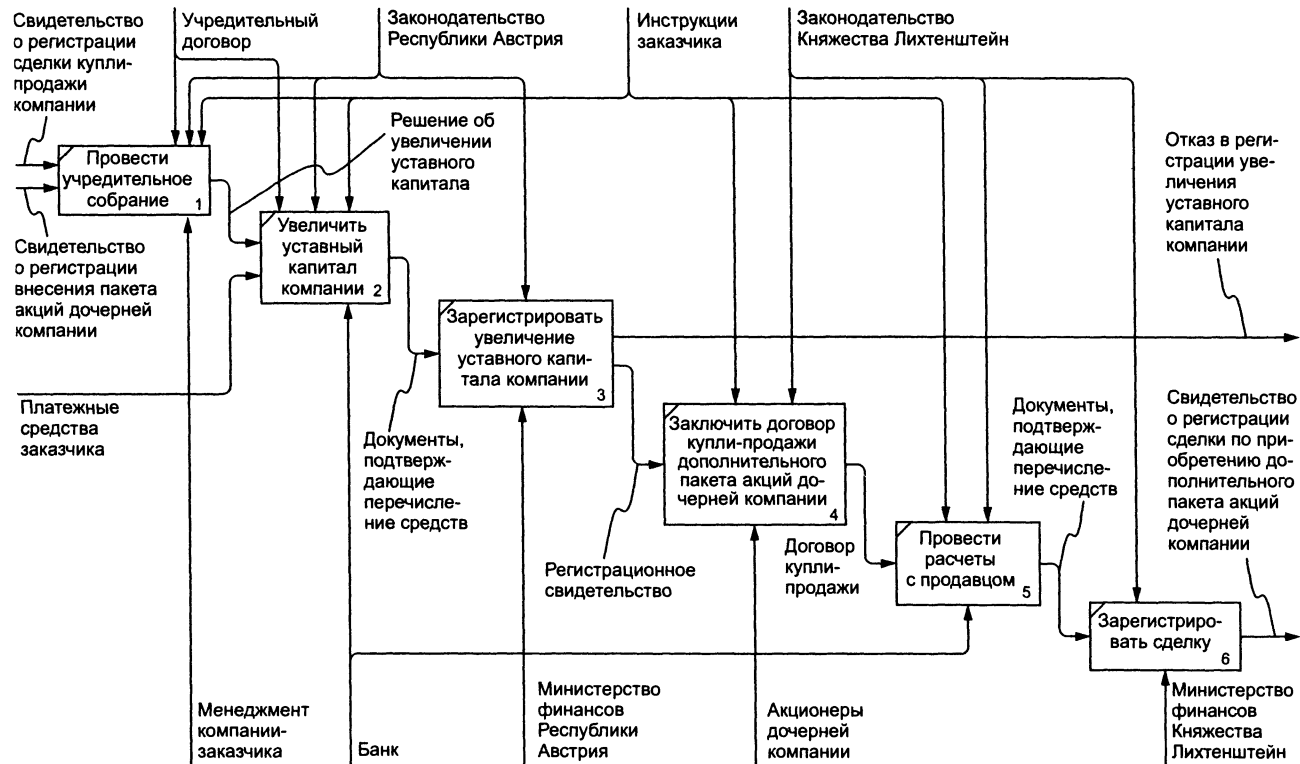 Свидетельство
о регистрации
сделки купли-
продажи
компании
Учредительный
договор
Законодательство
Республики Австрия
Инструкции
заказчика
Законодательство
Княжества Лихтенштейн
Решение об
увеличении
уставного
капитала
Отказ в реги-
страции уве-
личения
уставного
капитала
компании
Провести
учредительное
собрание
1
Свидетельство
о регистрации
внесения пакета
акций дочерней
компании
Увеличить
уставный
капитал
компании
2
Зарегистрировать
увеличение
уставного капи-
тала компании
3
Платежные
средства
заказчика
Документы,
подтверж-
дающие
перечисле-
ние средств
Заключить договор
купли-продажи
дополнительного
пакета акций до-
черней компании
4
Документы,
подтверж-
дающие
перечисле-
ние средств
Свидетельство
о регистрации
сделки по при-
обретению до-
полнительного
пакета акций
дочерней
компании
Регистрационное
свидетельство
Договор
купли-
продажи
Провести
расчеты
с продавцом
5
Зарегистриро-
вать сделку
6
Менеджмент
компании-
заказчика
Банк
Министерство
финансов
Республики
Австрия
Акционеры
дочерней
компании
Министерство
финансов
Княжества
Лихтенштейн